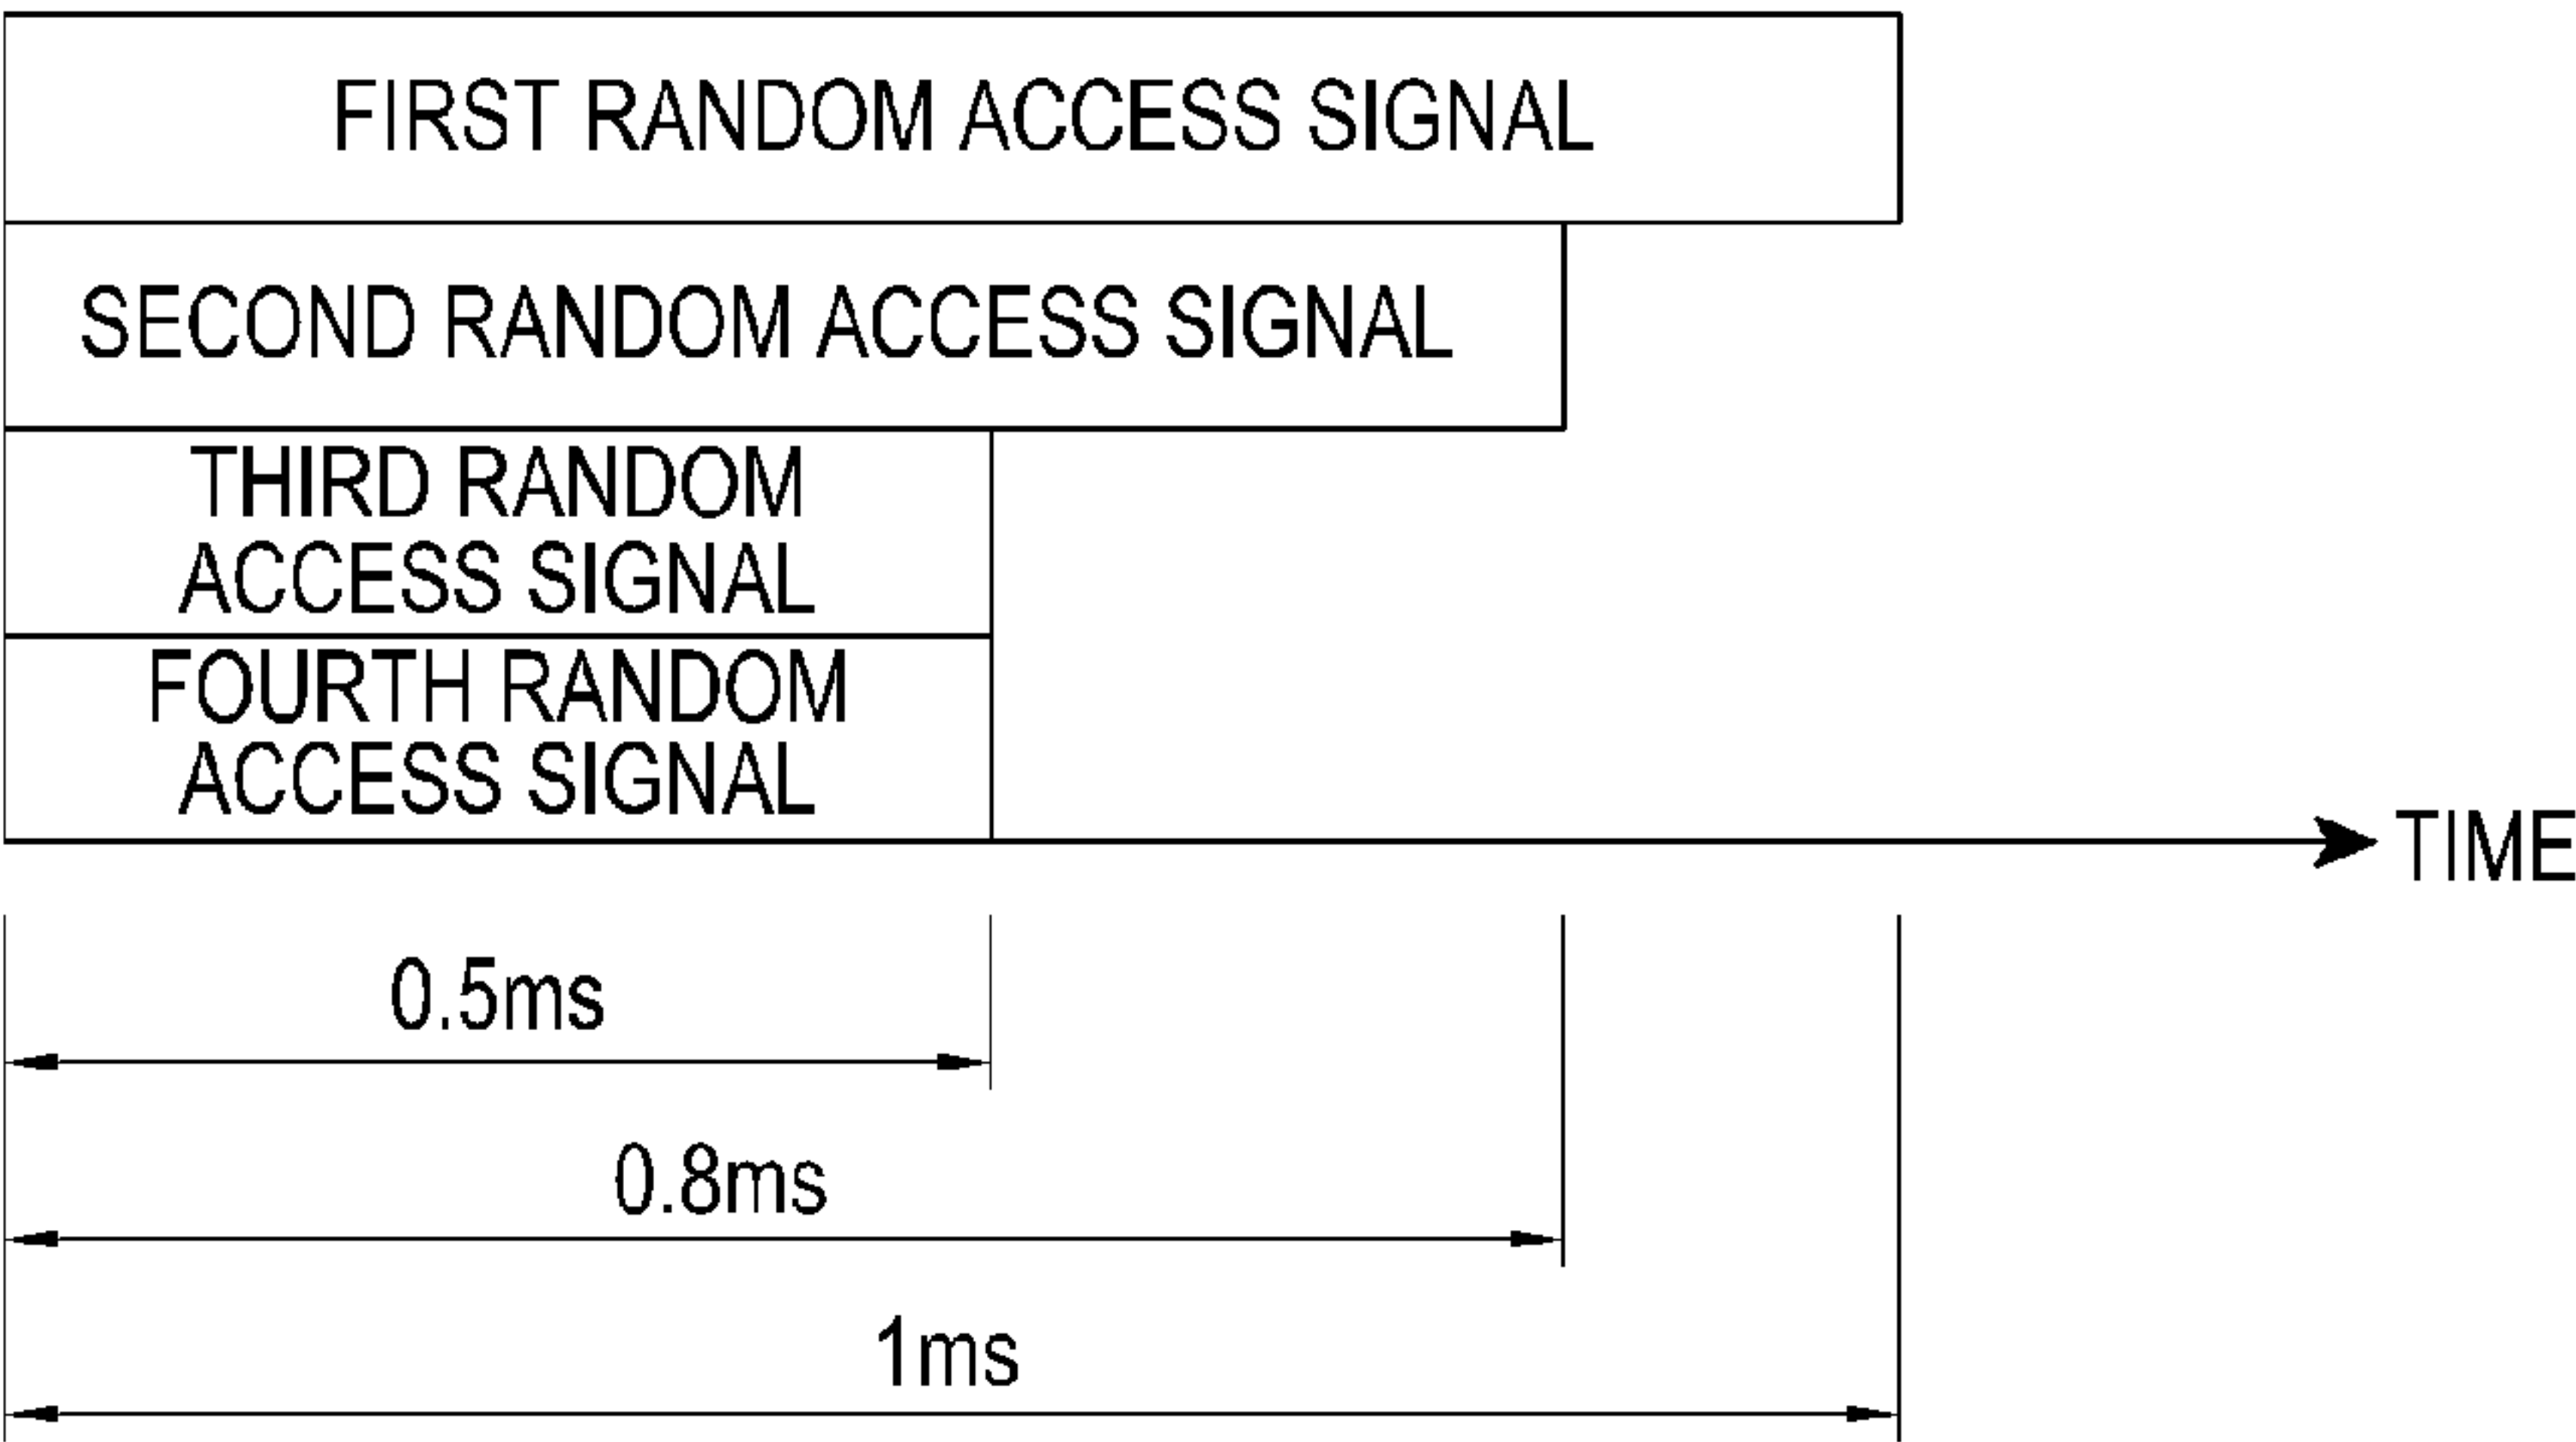 FIRST RANDOM ACCESS SIGNAL
SECOND RANDOM ACCESS SIGNAL
THIRD RANDOM
ACCESS SIGNAL
FOURTH RANDOM
ACCESS SIGNAL
TIME
0.5ms
0.8ms
1ms